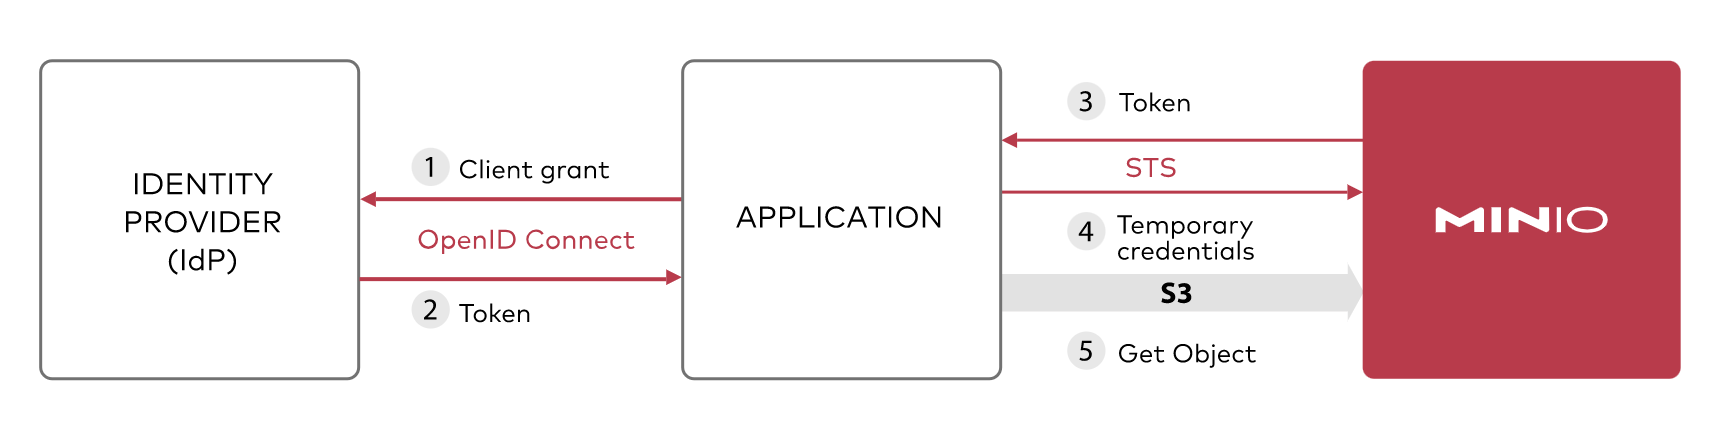 IDENTITY
PROVIDER
(IdP)
1 Client grant
OpenID Connect
2 Token
APPLICATION
3 Token
STS
4 Temporary
credentials
S3
5 Get Object
MINIO